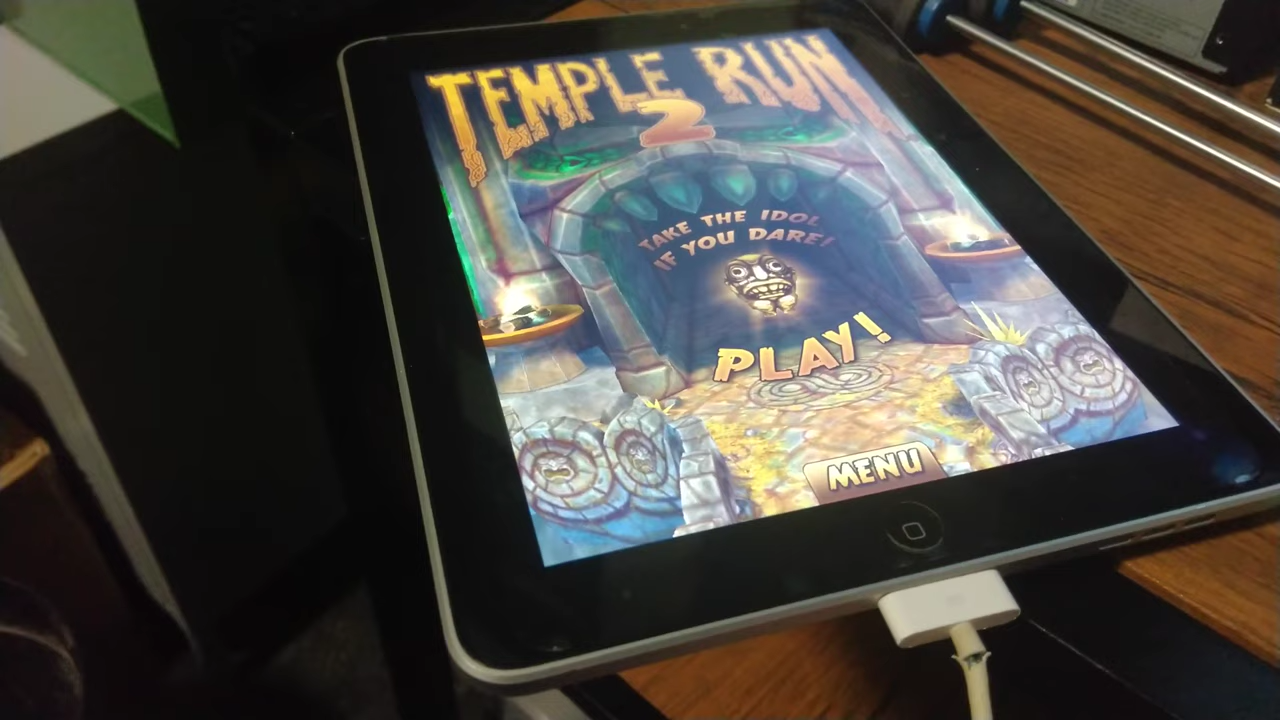 TEMPLE RUN
2
TAKE THE IDOL
IF YOU DARE!
PLAY!
MENU